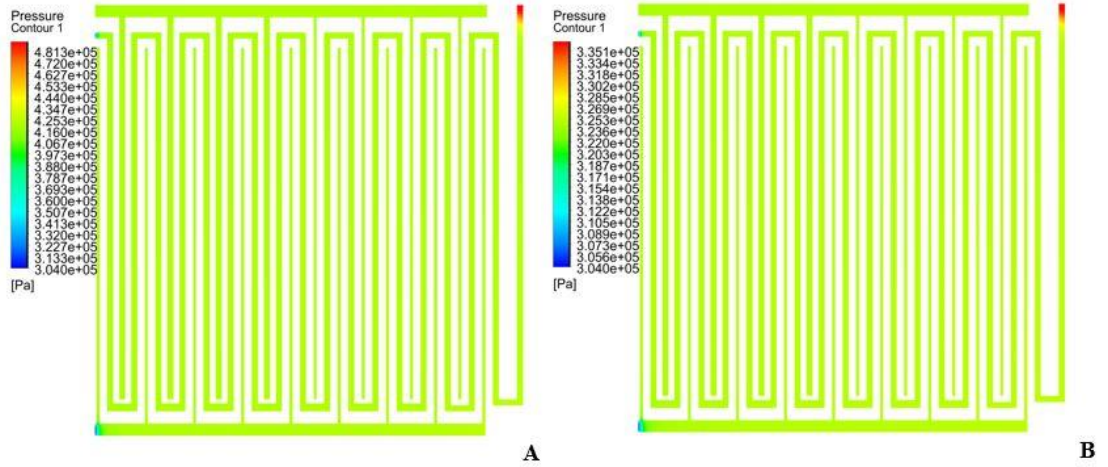 Pressure
Contour 1
4.813e+05
4.720e+05
4.627e+05
4.533e+05
4.440e+05
4.347e+05
4.253e+05
4.160e+05
4.067e+05
3.973e+05
3.880e+05
3.787e+05
3.693e+05
3.600e+05
3.507e+05
3.413e+05
3.320e+05
3.227e+05
3.133e+05
3.040e+05
[Pa]
A
Pressure
Contour 1
3.351e+05
3.334e+05
3.318e+05
3.302e+05
3.285e+05
3.269e+05
3.253e+05
3.236e+05
3.220e+05
3.203e+05
3.187e+05
3.171e+05
3.154e+05
3.138e+05
3.122e+05
3.105e+05
3.089e+05
3.073e+05
3.056e+05
3.040e+05
[Pa]
B